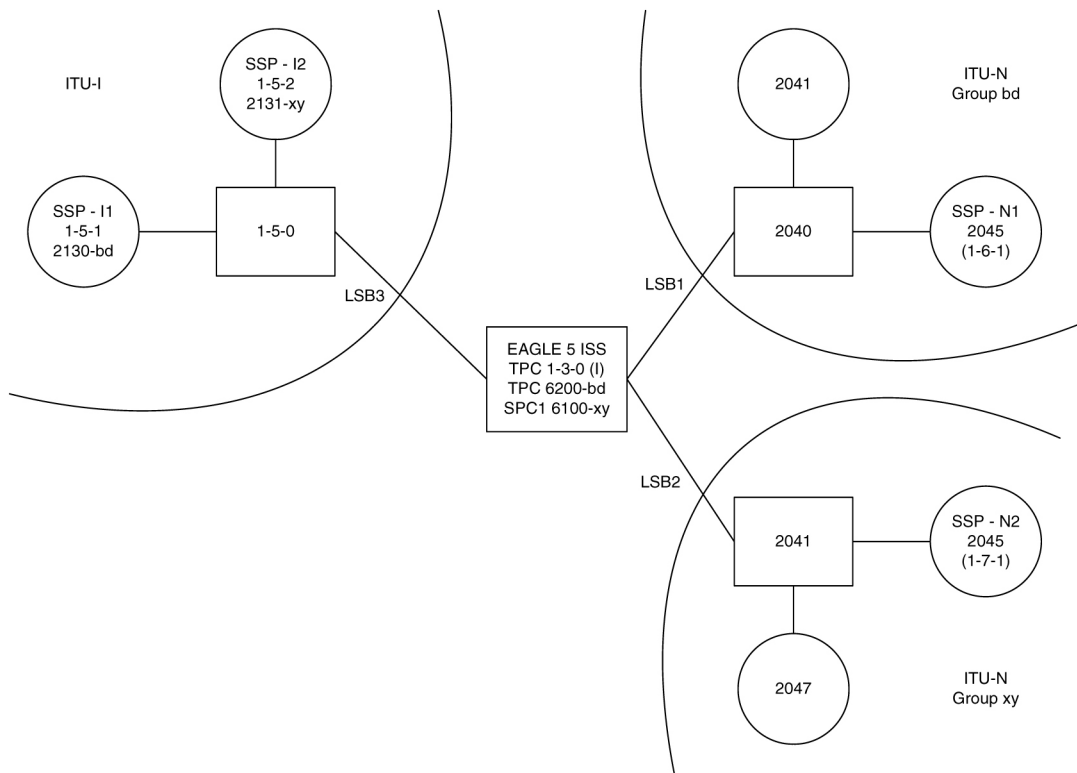 ITU-I
SSP - I2
1-5-2
2131-xy
SSP - I1
1-5-1
2130-bd
1-5-0
LSB3
EAGLE 5 ISS
TPC 1-3-0 (I)
TPC 6200-bd
SPC1 6100-xy
LSB1
LSB2
2041
ITU-N
Group bd
2040
SSP - N1
2045
(1-6-1)
2041
SSP - N2
2045
(1-7-1)
2047
ITU-N
Group xy